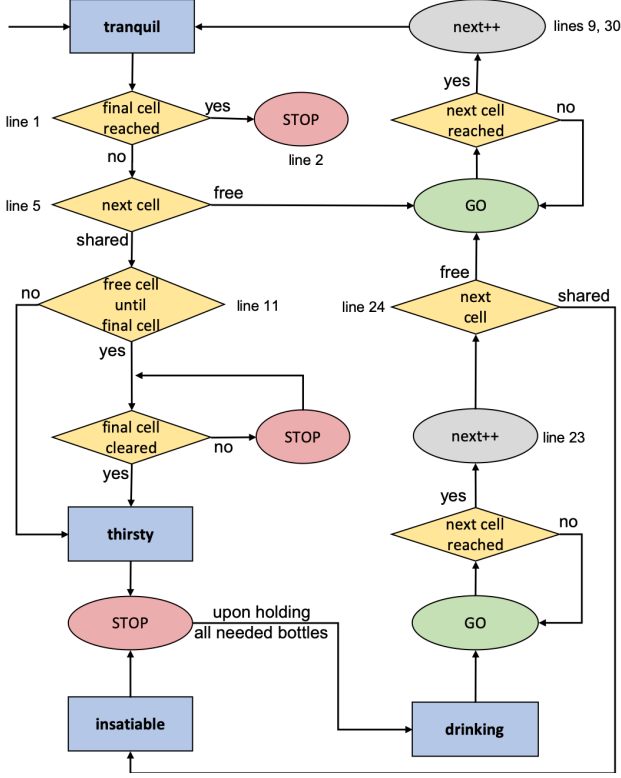 tranquil
next++
lines 9, 30
line 1
final cell
reached
yes
STOP
line 2
no
yes
next cell
reached
no
line 5
next cell
free
GO
shared
no
free cell
until
final cell
line 11
yes
free
line 24
next
cell
shared
final cell
cleared
no
STOP
yes
next++
line 23
yes
next cell
reached
no
thirsty
STOP
upon holding
all needed bottles
GO
insatiable
drinking